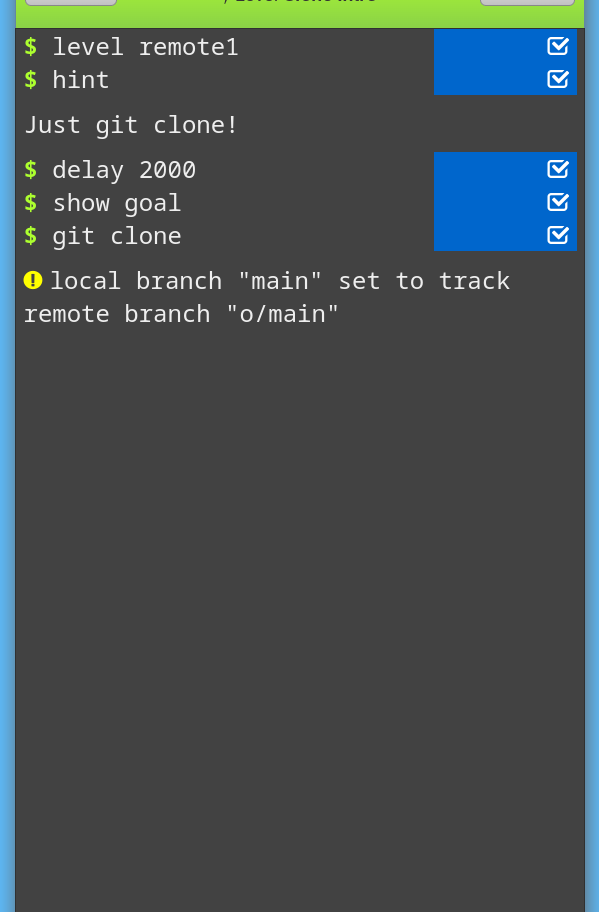 $ level remote1
$ hint
Just git clone!
$ delay 2000
$ show goal
$ git clone
local branch "main" set to track
remote branch "o/main"